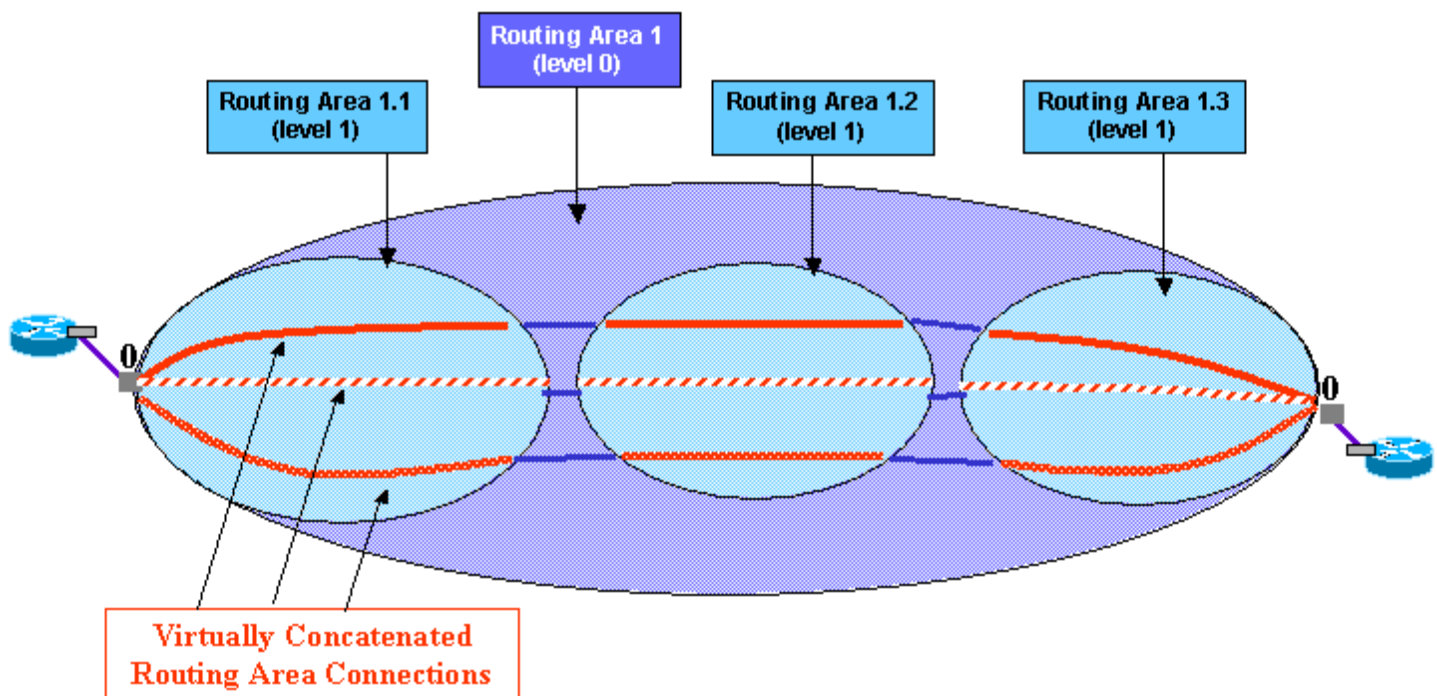 Routing Area 1
(level 0)
Routing Area 1.1
(level 1)
Routing Area 1.2
(level 1)
Routing Area 1.3
(level 1)
0
0
Virtually Concatenated
Routing Area Connections